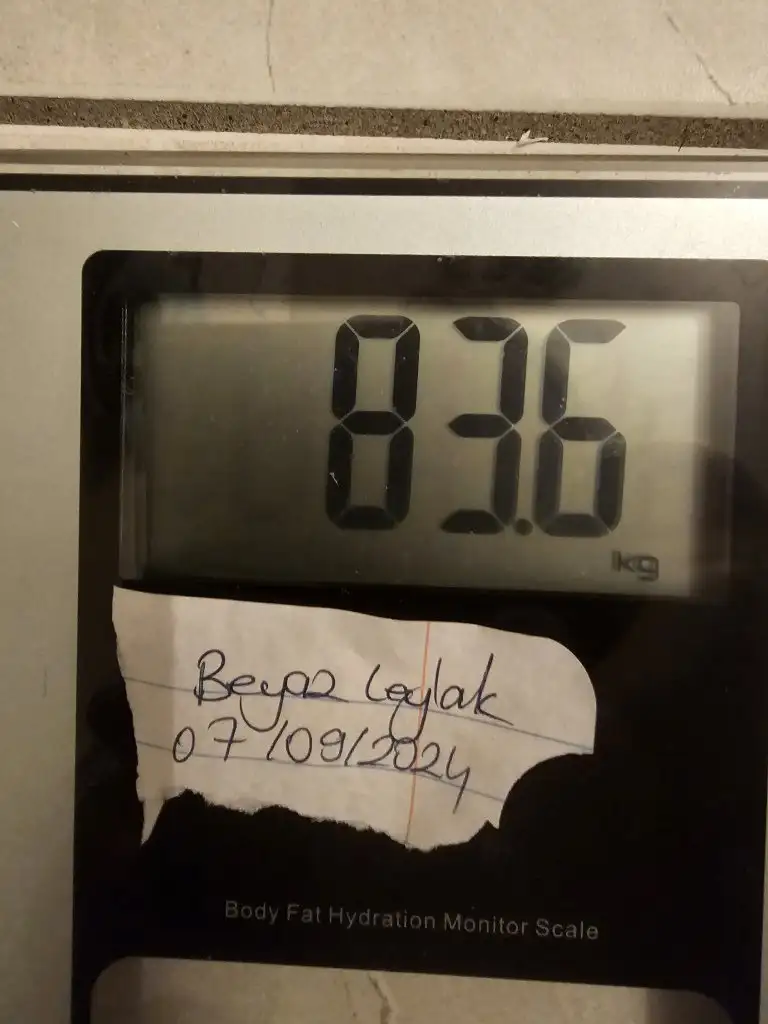 83.6
kg
Beyaz Leylak
07/09/2024
Body Fat Hydration Monitor Scale